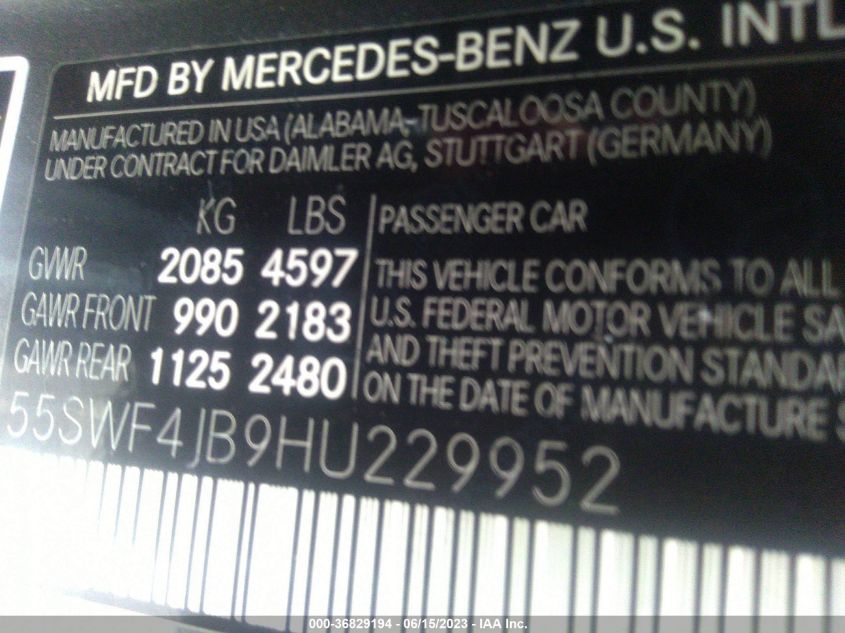 MFD BY MERCEDES-BENZ U.S. INTL
MANUFACTURED IN USA (ALABAMA, TUSCALOOSA COUNTY)
UNDER CONTRACT FOR DAIMLER AG, STUTTGART (GERMANY)
KG LBS PASSENGER CAR
GVWR 2085 4597 THIS VEHICLE CONFORMS TO ALL
GAWR FRONT 990 2183 U.S. FEDERAL MOTOR VEHICLE SA
GAWR REAR 1125 2480 AND THEFT PREVENTION STANDAR
ON THE DATE OF MANUFACTURE S
55SWF4JB9HU229952
000-36829194 - 06/15/2023 - IAA Inc.